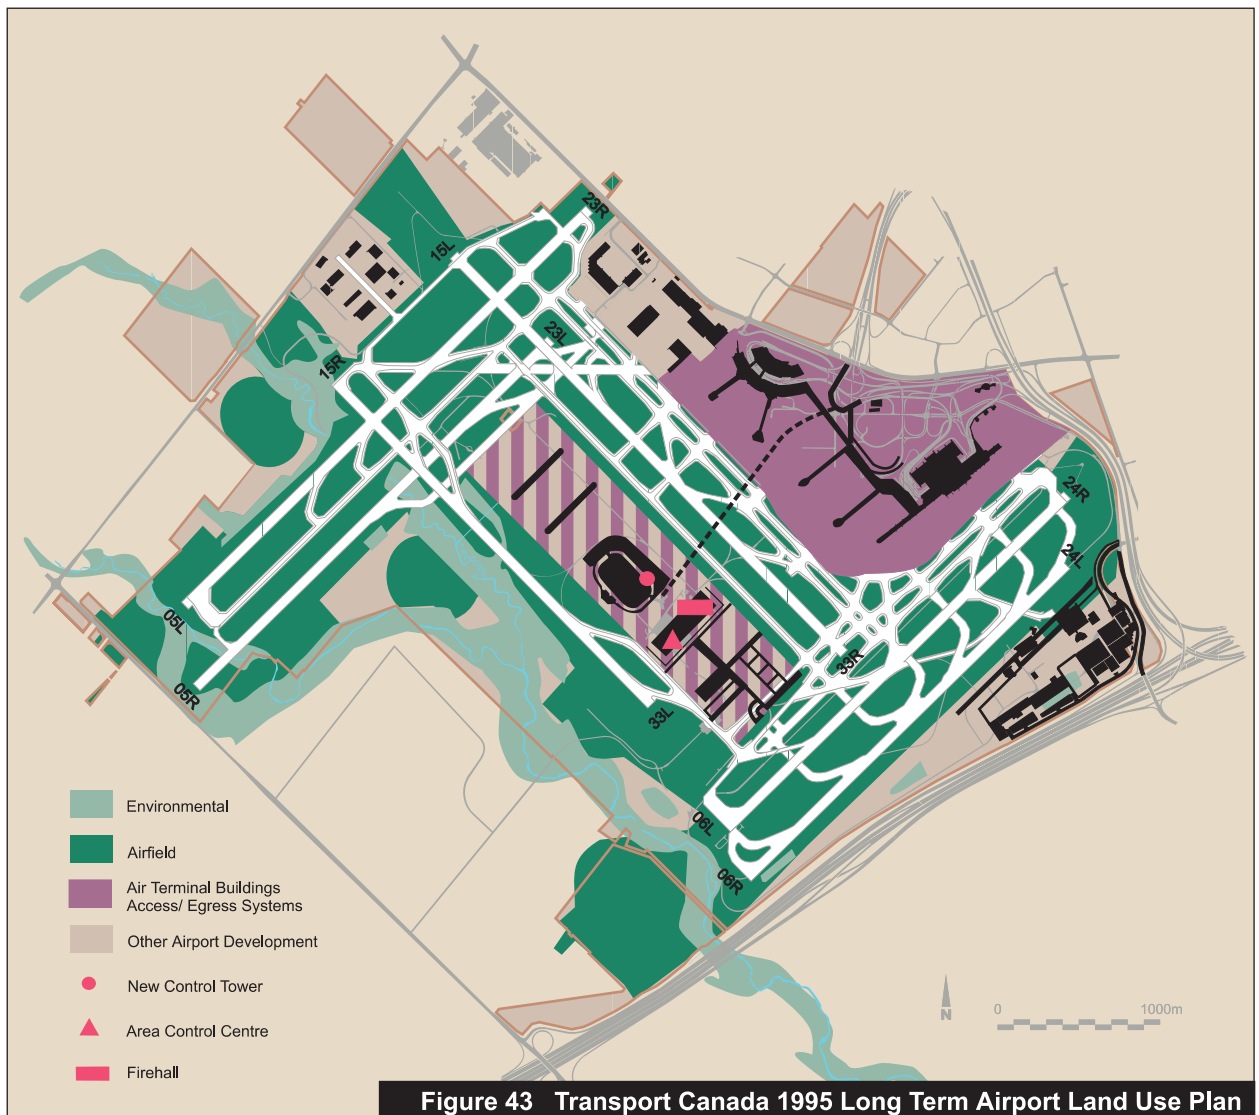 23R
15L
23L
15R
24R
24L
05L
33R
05R
33L
06L
06R
Environmental
Airfield
Air Terminal Buildings
Access/ Egress Systems
Other Airport Development
New Control Tower
Area Control Centre
Firehall
N
0 1000m
Figure 43 Transport Canada 1995 Long Term Airport Land Use Plan